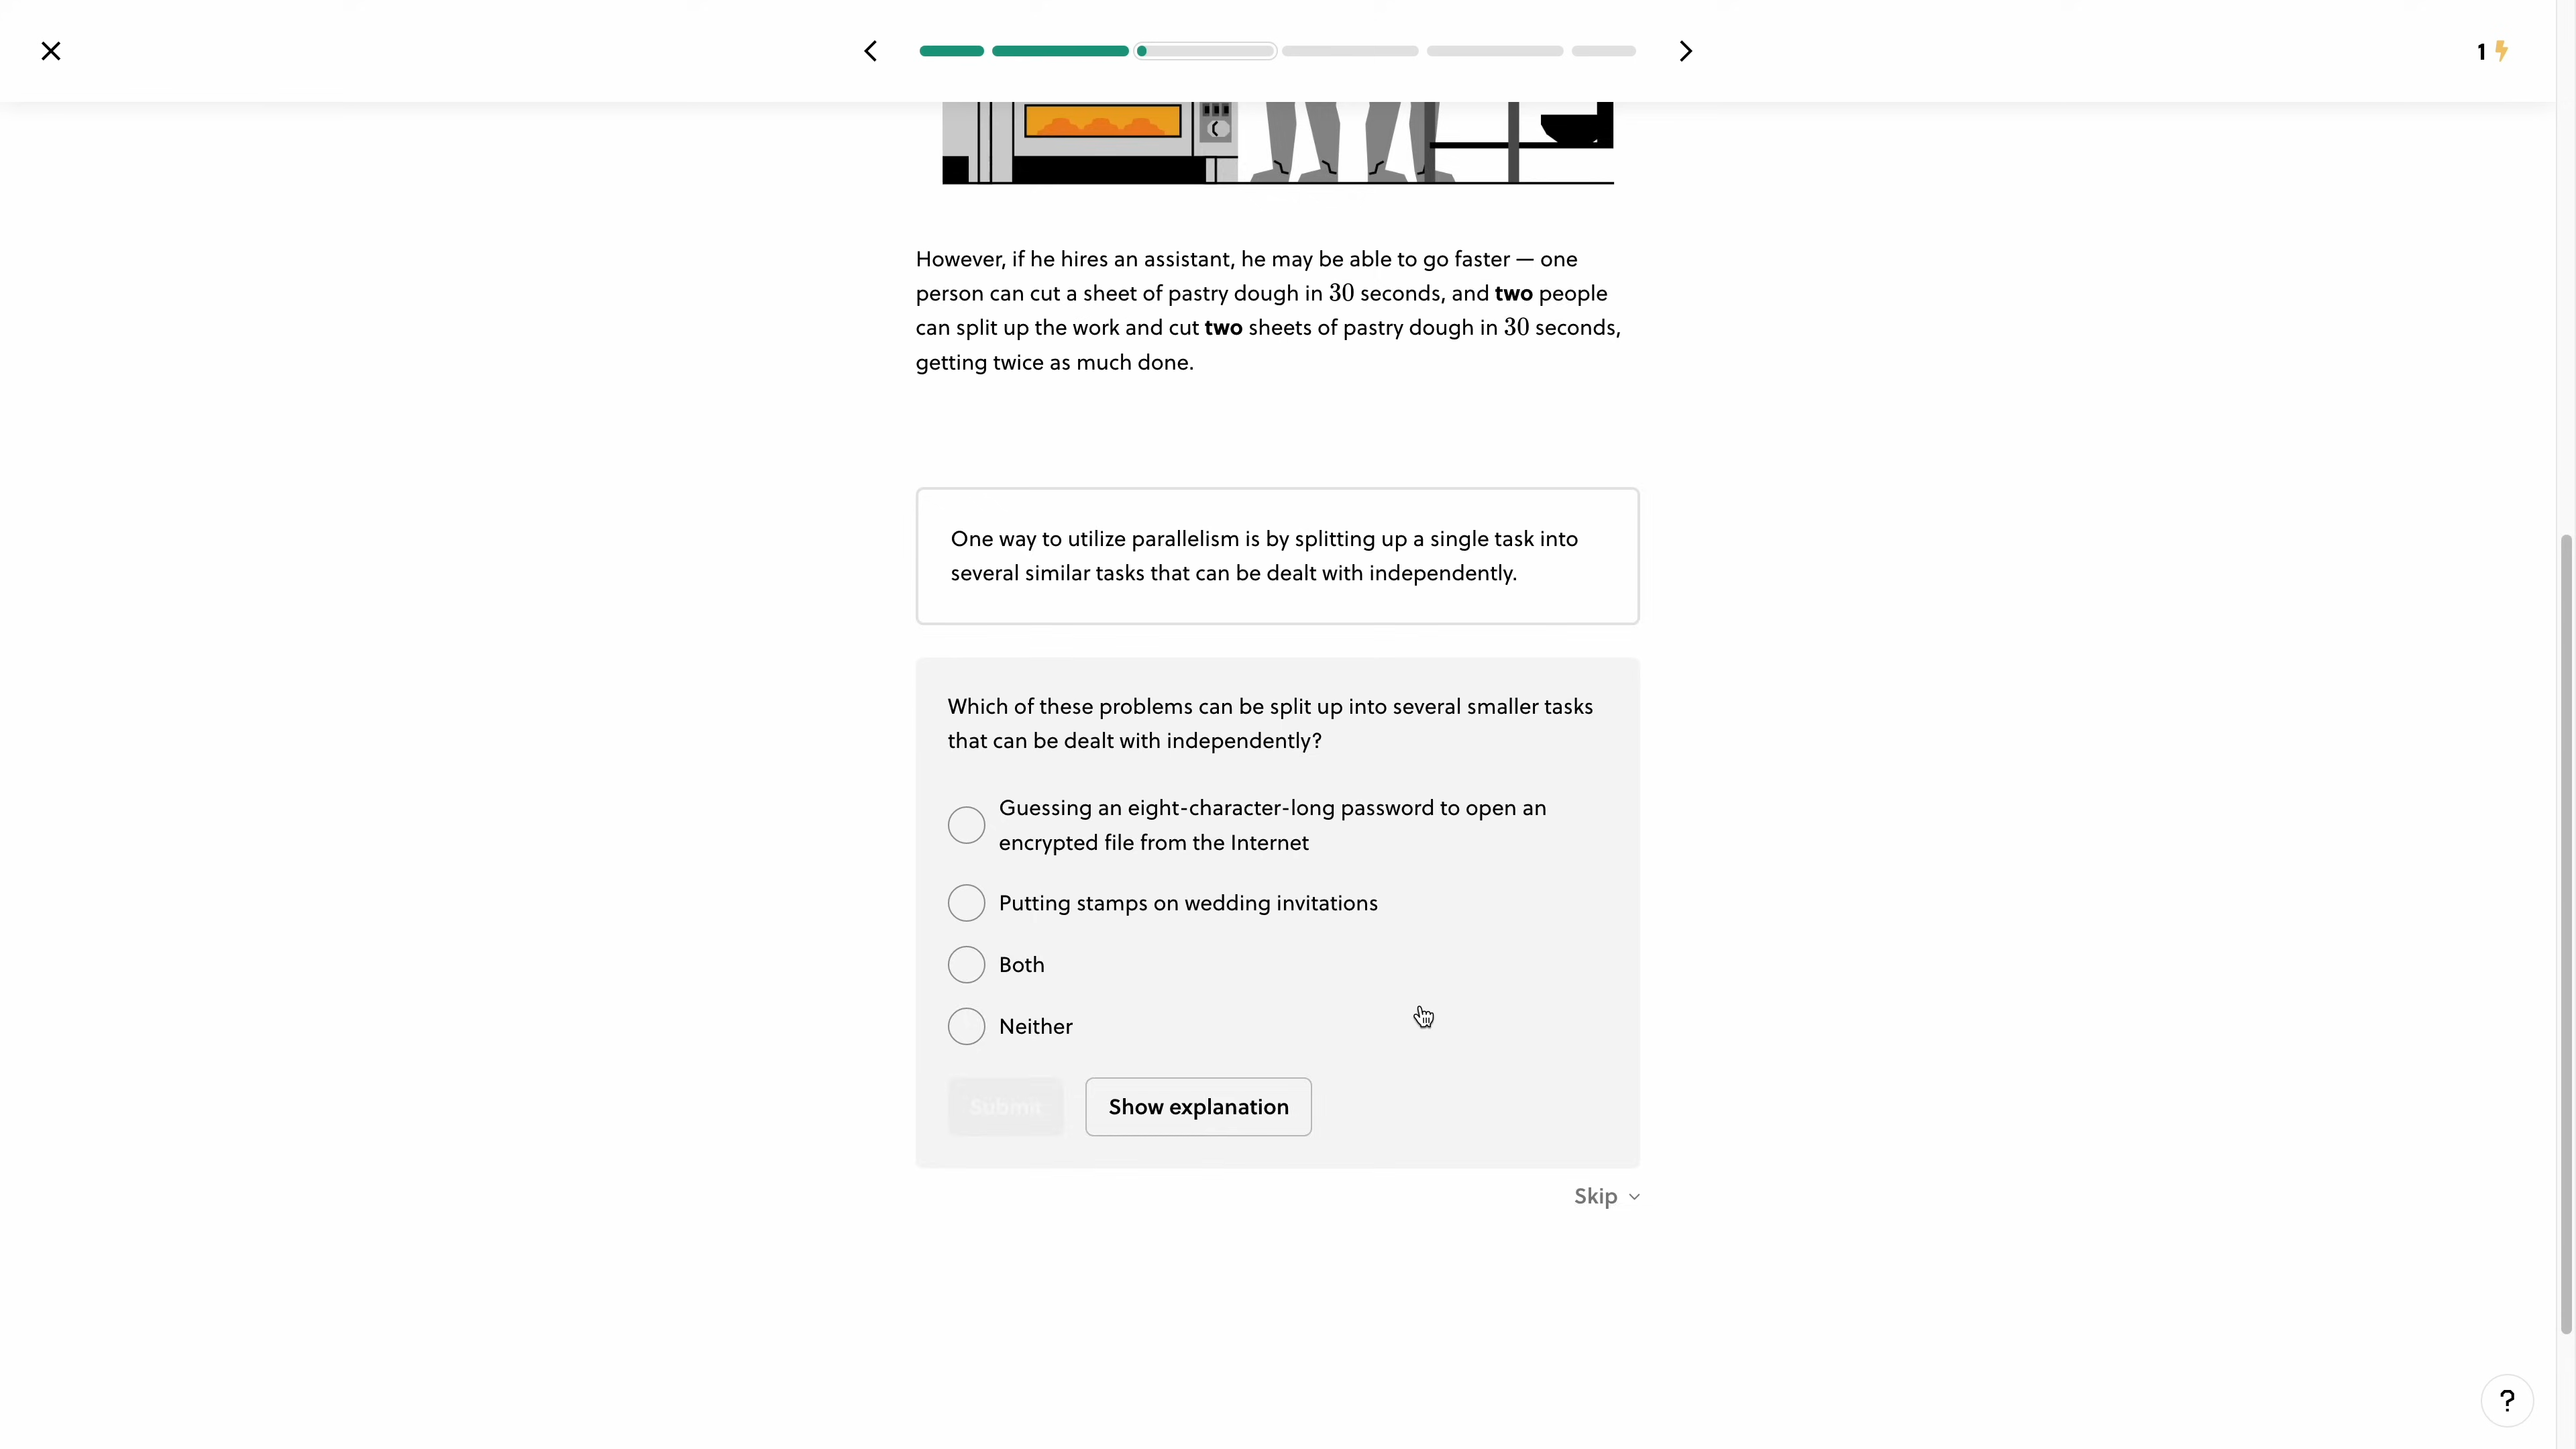 1
However, if he hires an assistant, he may be able to go faster — one
person can cut a sheet of pastry dough in 30 seconds, and two people
can split up the work and cut two sheets of pastry dough in 30 seconds,
getting twice as much done.
One way to utilize parallelism is by splitting up a single task into
several similar tasks that can be dealt with independently.
Which of these problems can be split up into several smaller tasks
that can be dealt with independently?
Guessing an eight-character-long password to open an
encrypted file from the Internet
Putting stamps on wedding invitations
Both
Neither
Submit Show explanation
Skip
?